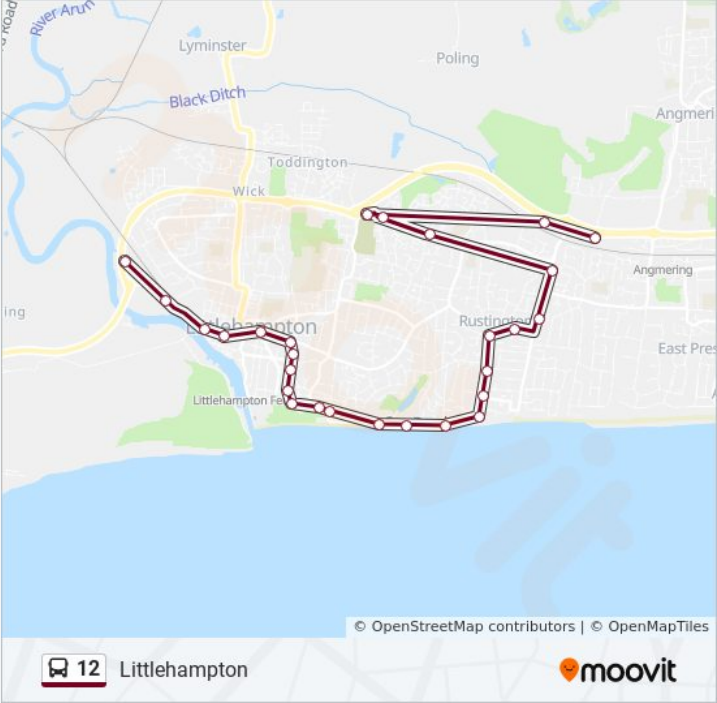 River Arun
Road
Lyminster
Poling
Black Ditch
Angmeri
Toddington
Wick
Angmering
ing
Littlehampton
Rustington
East Pres
Littlehampton Fe
© OpenStreetMap contributors | © OpenMapTiles
12 Littlehampton
moovit